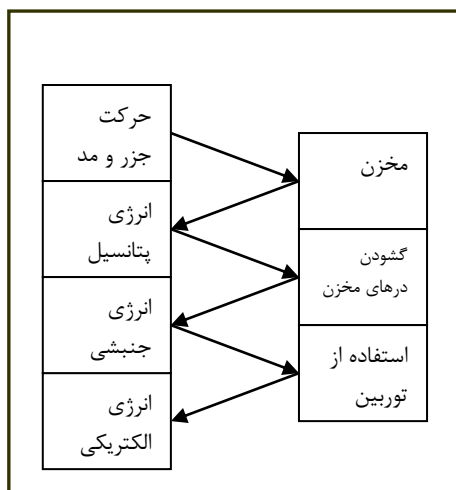 حرکت
جزر و مد
انرژی
پتانسیل
انرژی
جنبشی
انرژی
الکتریکی
مخزن
گشودن
درهای مخزن
استفاده از
توربین